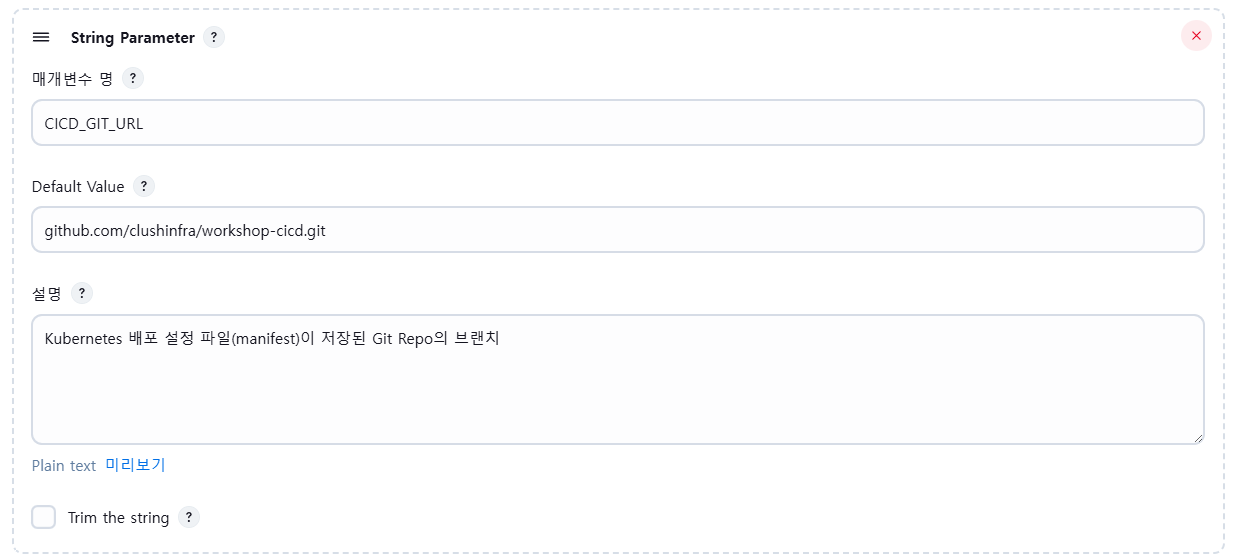 String Parameter ?
매개변수 명 ?
CICD_GIT_URL
Default Value ?
github.com/clushinfra/workshop-cicd.git
설명 ?
Kubernetes 배포 설정 파일(manifest)이 저장된 Git Repo의 브랜치
Plain text 미리보기
Trim the string ?